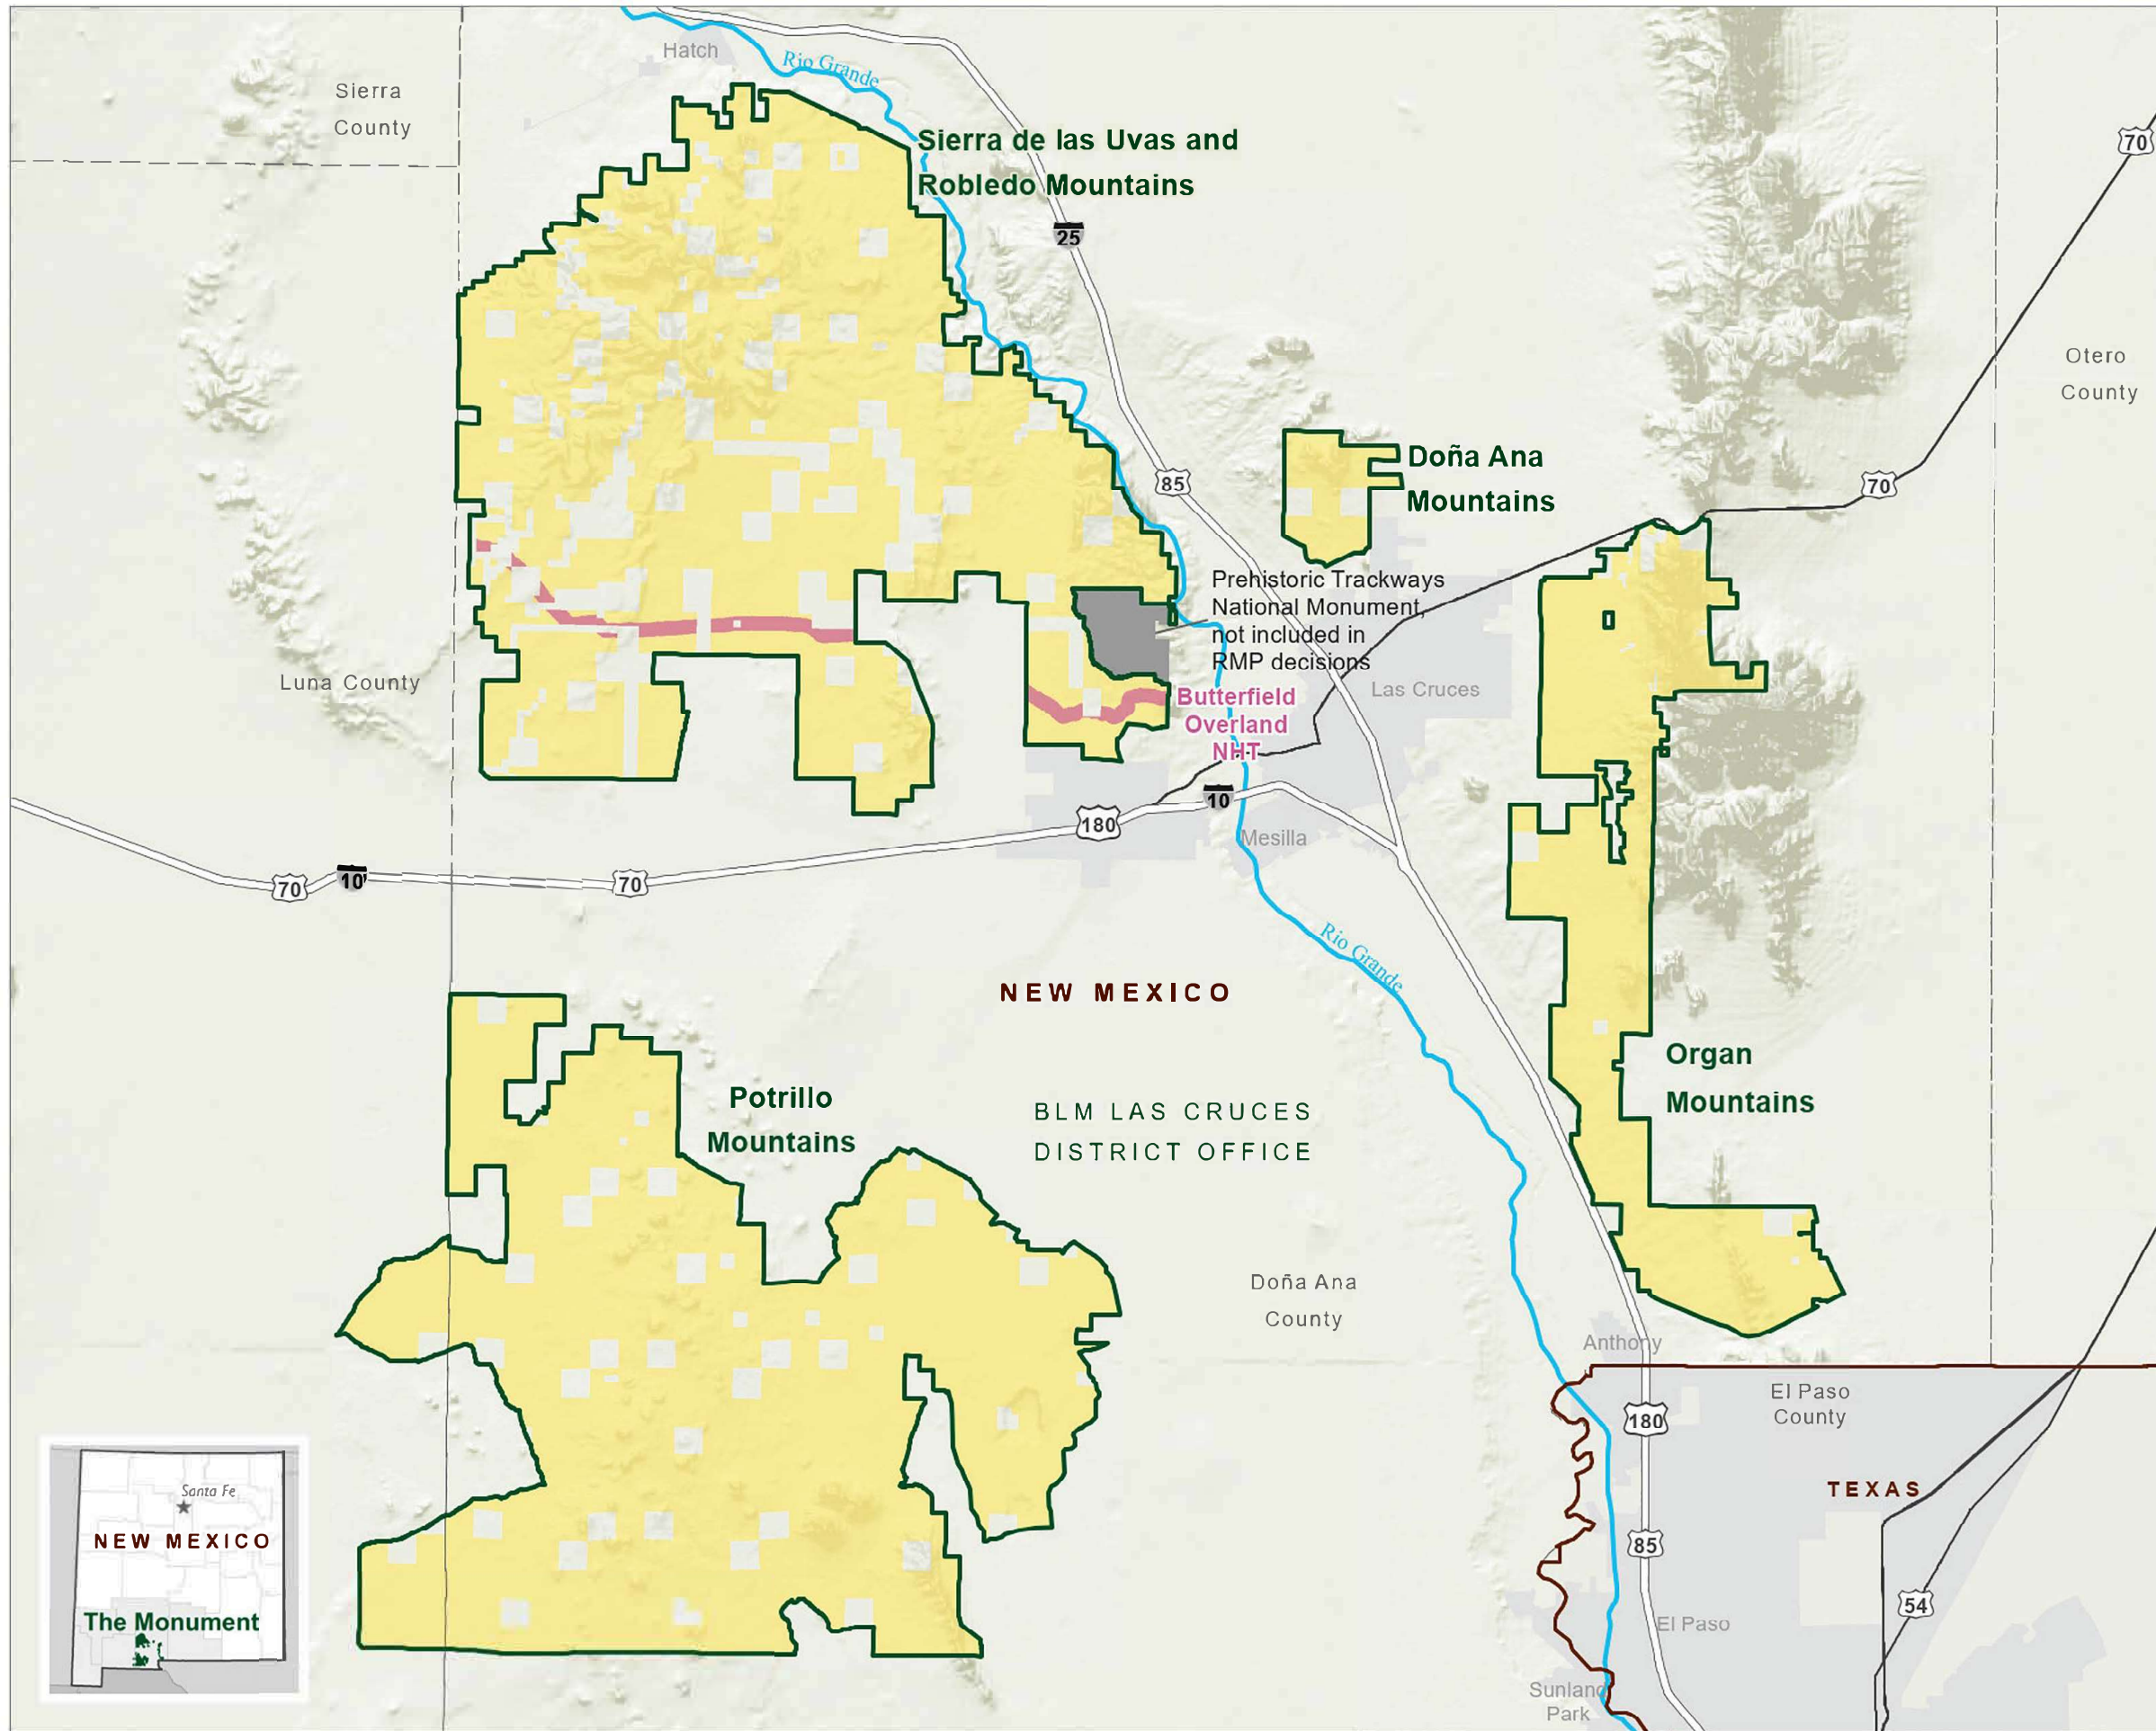 Hatch
Rio Grande
Sierra
County
Sierra de las Uvas and
Robledo Mountains
70
25
Otero
County
85
Doña Ana
Mountains
70
Prehistoric Trackways
National Monument,
not included in
RMP decisions
Luna County
Las Cruces
Butterfield
Overland
NHT
10
180
Mesilla
70
10
70
Rio Grande
NEW MEXICO
Organ
Mountains
Potrillo
Mountains
BLM LAS CRUCES
DISTRICT OFFICE
Doña Ana
County
Anthony
El Paso
County
180
TEXAS
85
54
El Paso
Sunland
Park
Santa Fe
NEW MEXICO
The Monument